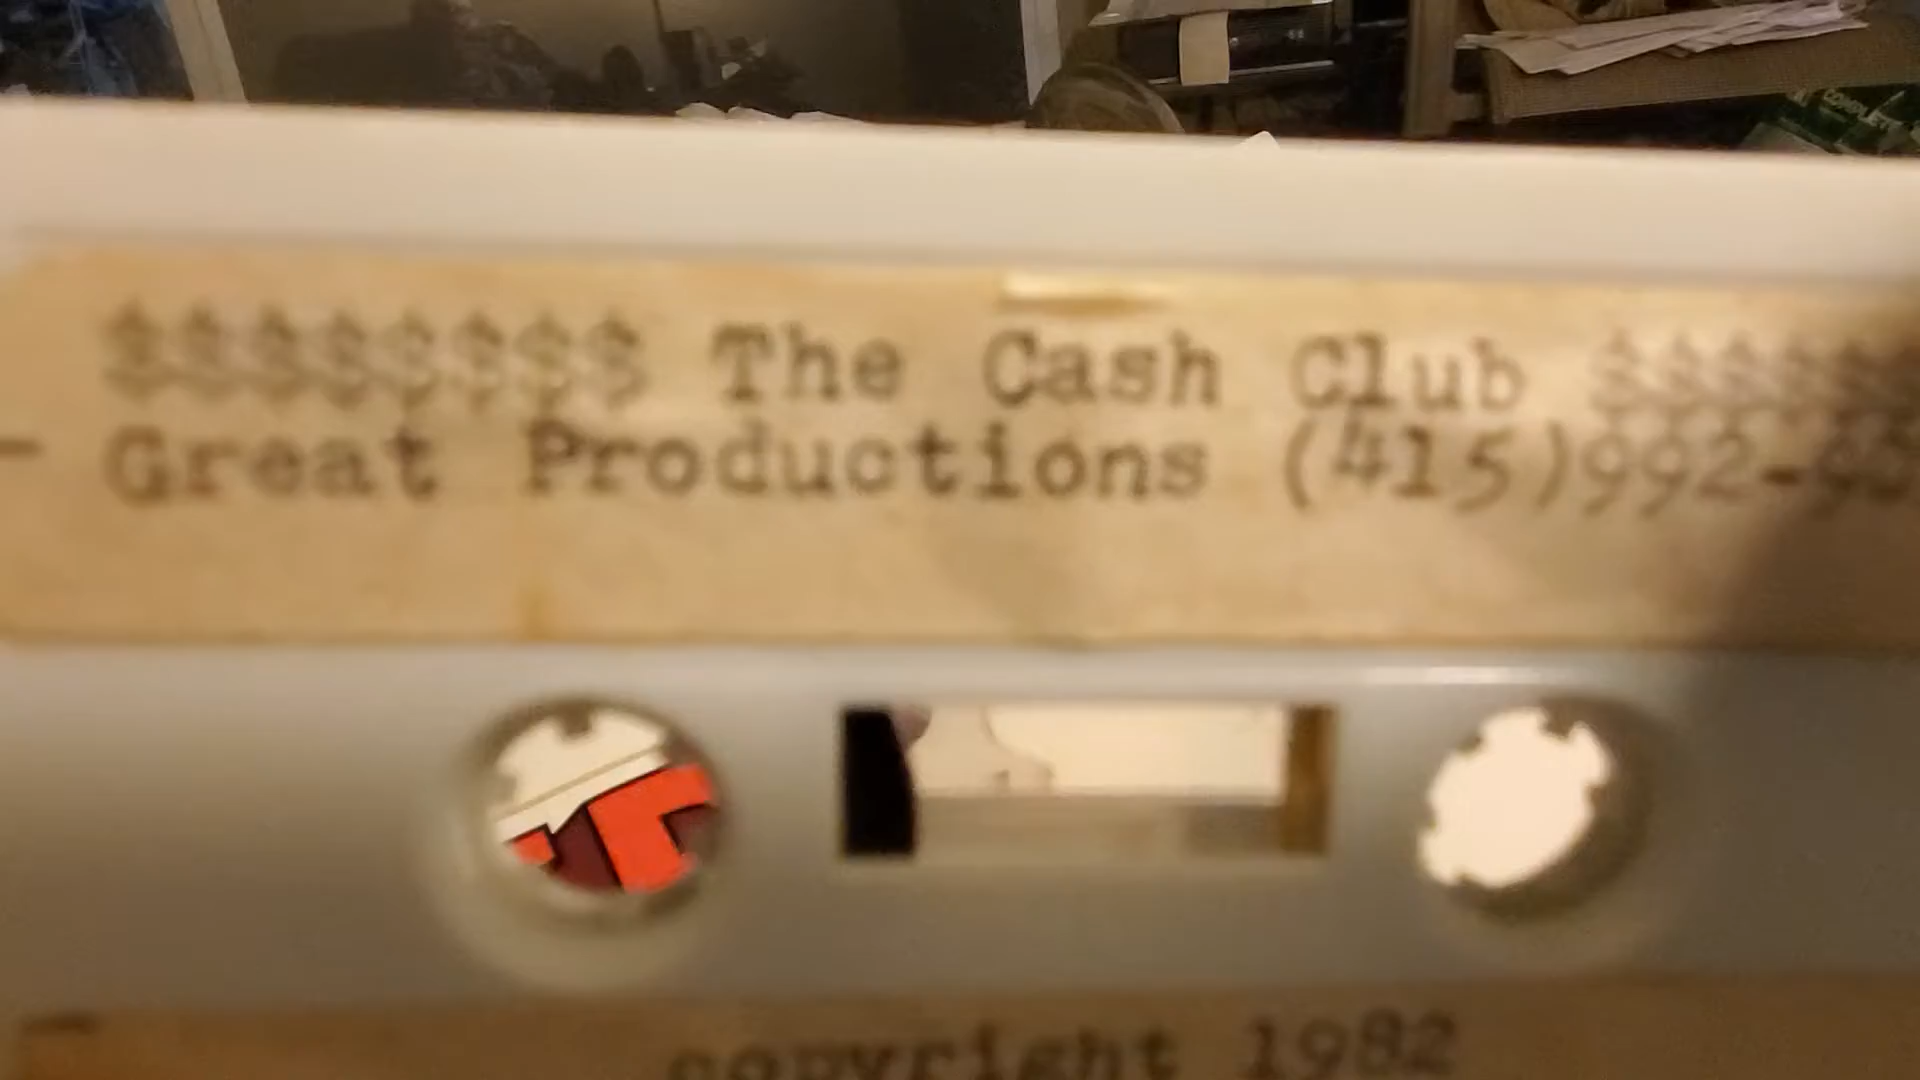 $$$$$$$$ The Cash Club $$$$$$
- Great Productions (415)992-
copyright 1982